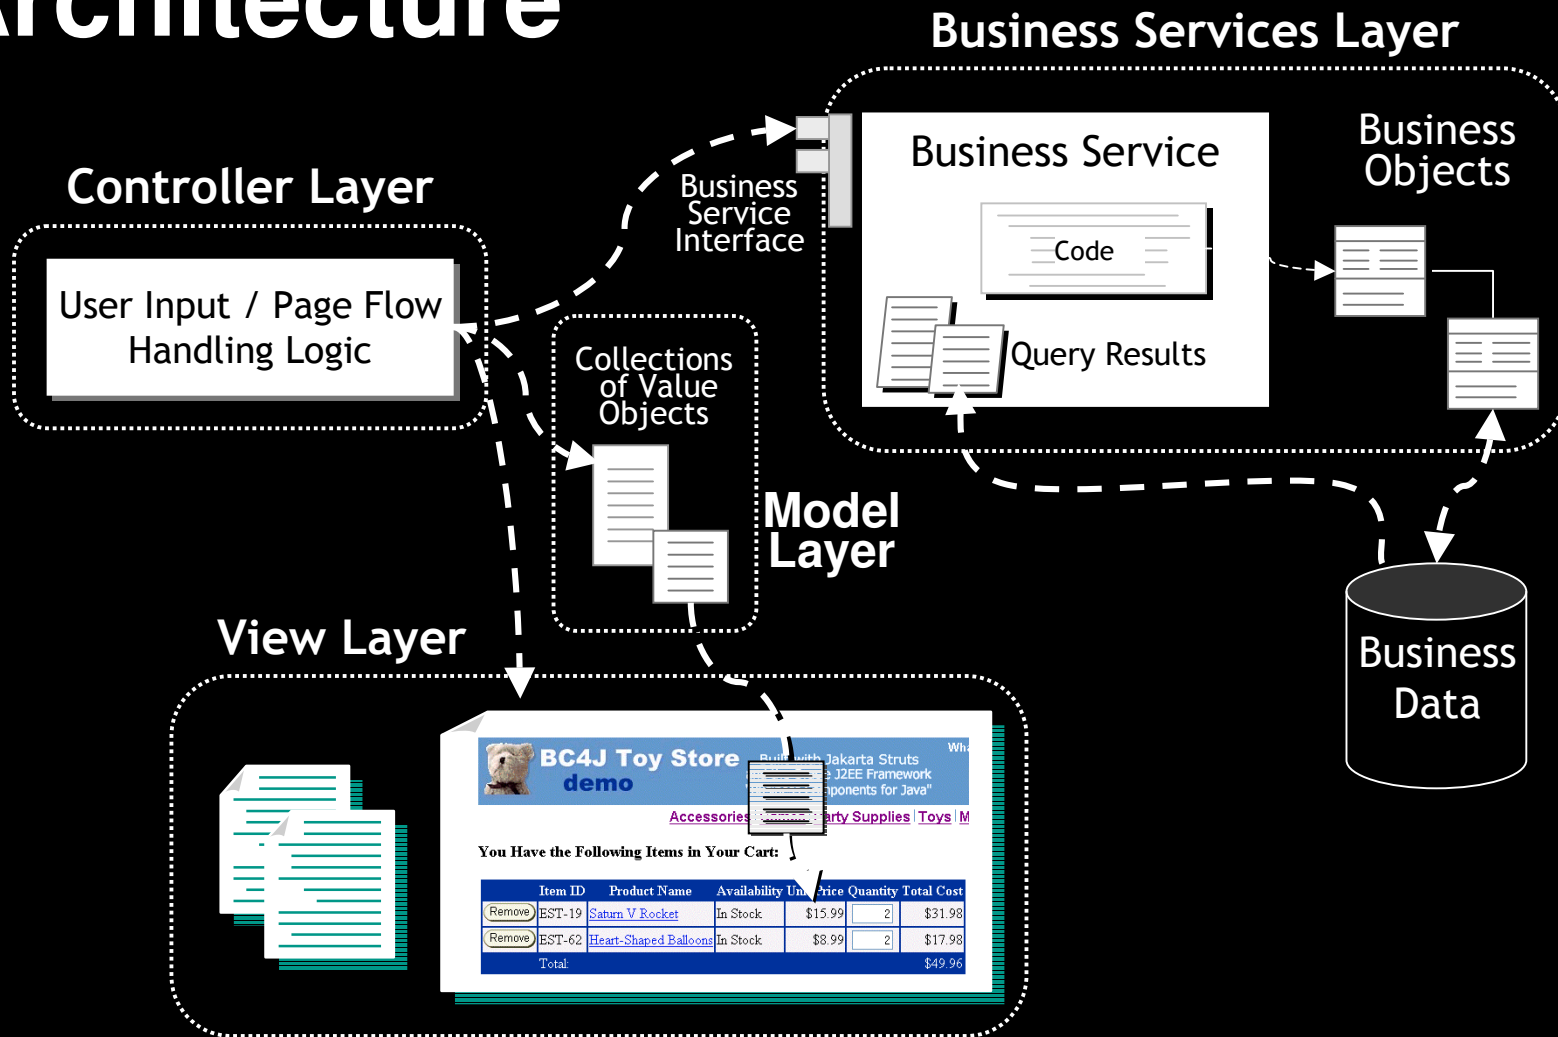 Architecture
Business Services Layer
Controller Layer
User Input / Page Flow
Handling Logic
Business
Service
Interface
Business Service
Code
Query Results
Business
Objects
Collections
of Value
Objects
Model
Layer
Business
Data
View Layer
BC4J Toy Store
demo
with Jakarta Struts
J2EE Framework
for Java"
Accessories
Supplies Toys M
You Have the Following Items in Your Cart:
Item ID Product Name Availability Unit Price Quantity Total Cost
Remove EST-19 Saturn V Rocket In Stock $15.99 2 $31.98
Remove EST-62 Heart-Shaped Balloons In Stock $8.99 2 $17.98
Total: $49.96